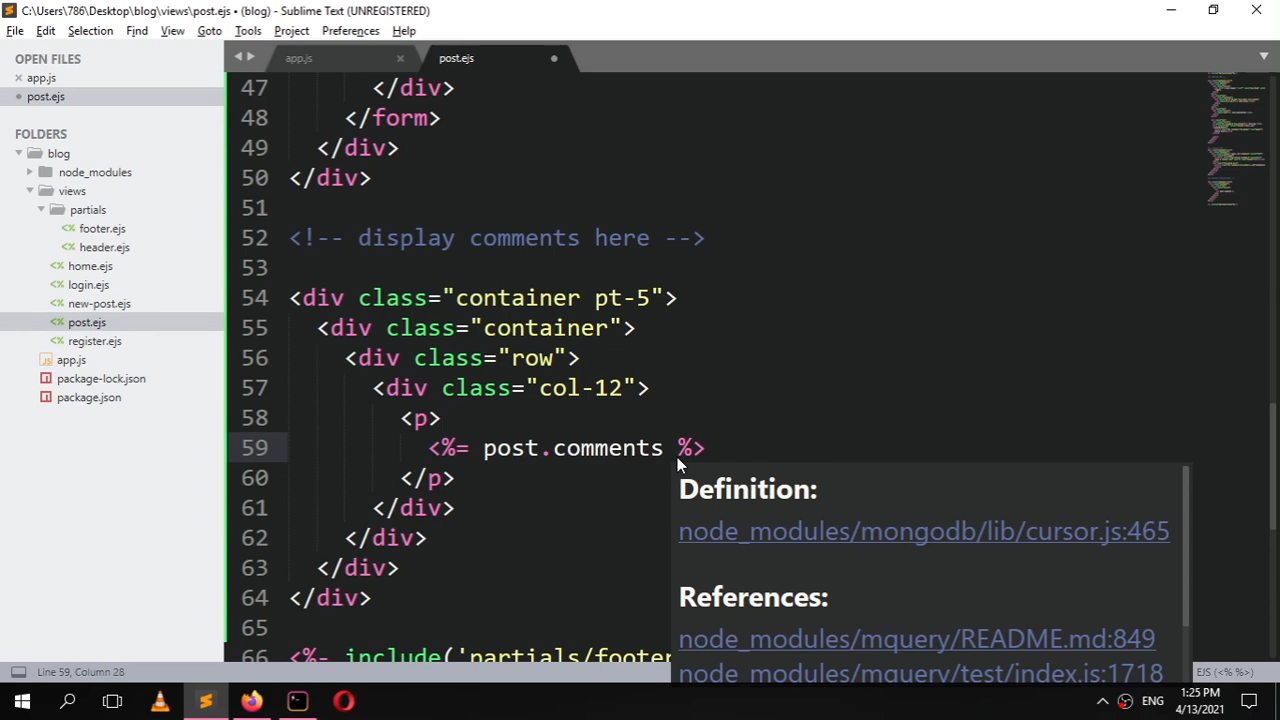 C:\Users\786\Desktop\blog\views\post.ejs • (blog) - Sublime Text (UNREGISTERED)
File Edit Selection Find View Goto Tools Project Preferences Help
OPEN FILES
app.js
post.ejs
FOLDERS
blog
node_modules
views
partials
footer.ejs
header.ejs
home.ejs
login.ejs
new-post.ejs
post.ejs
register.ejs
app.js
package-lock.json
package.json
app.js
post.ejs
47 </div>
48 </form>
49 </div>
50 </div>
51
52 <!-- display comments here -->
53
54 <div class="container pt-5">
55 <div class="container">
56 <div class="row">
57 <div class="col-12">
58 <p>
59 <%= post.comments %>
60 </p>
61 </div>
62 </div>
63 </div>
64 </div>
65
66 <%- include('partials/footer
Definition:
node_modules/mongodb/lib/cursor.js:465
References:
node_modules/mquery/README.md:849
node_modules/mquery/test/index.js:1718
Line 59, Column 28
EJS (<% %>)
ENG
1:25 PM
4/13/2021